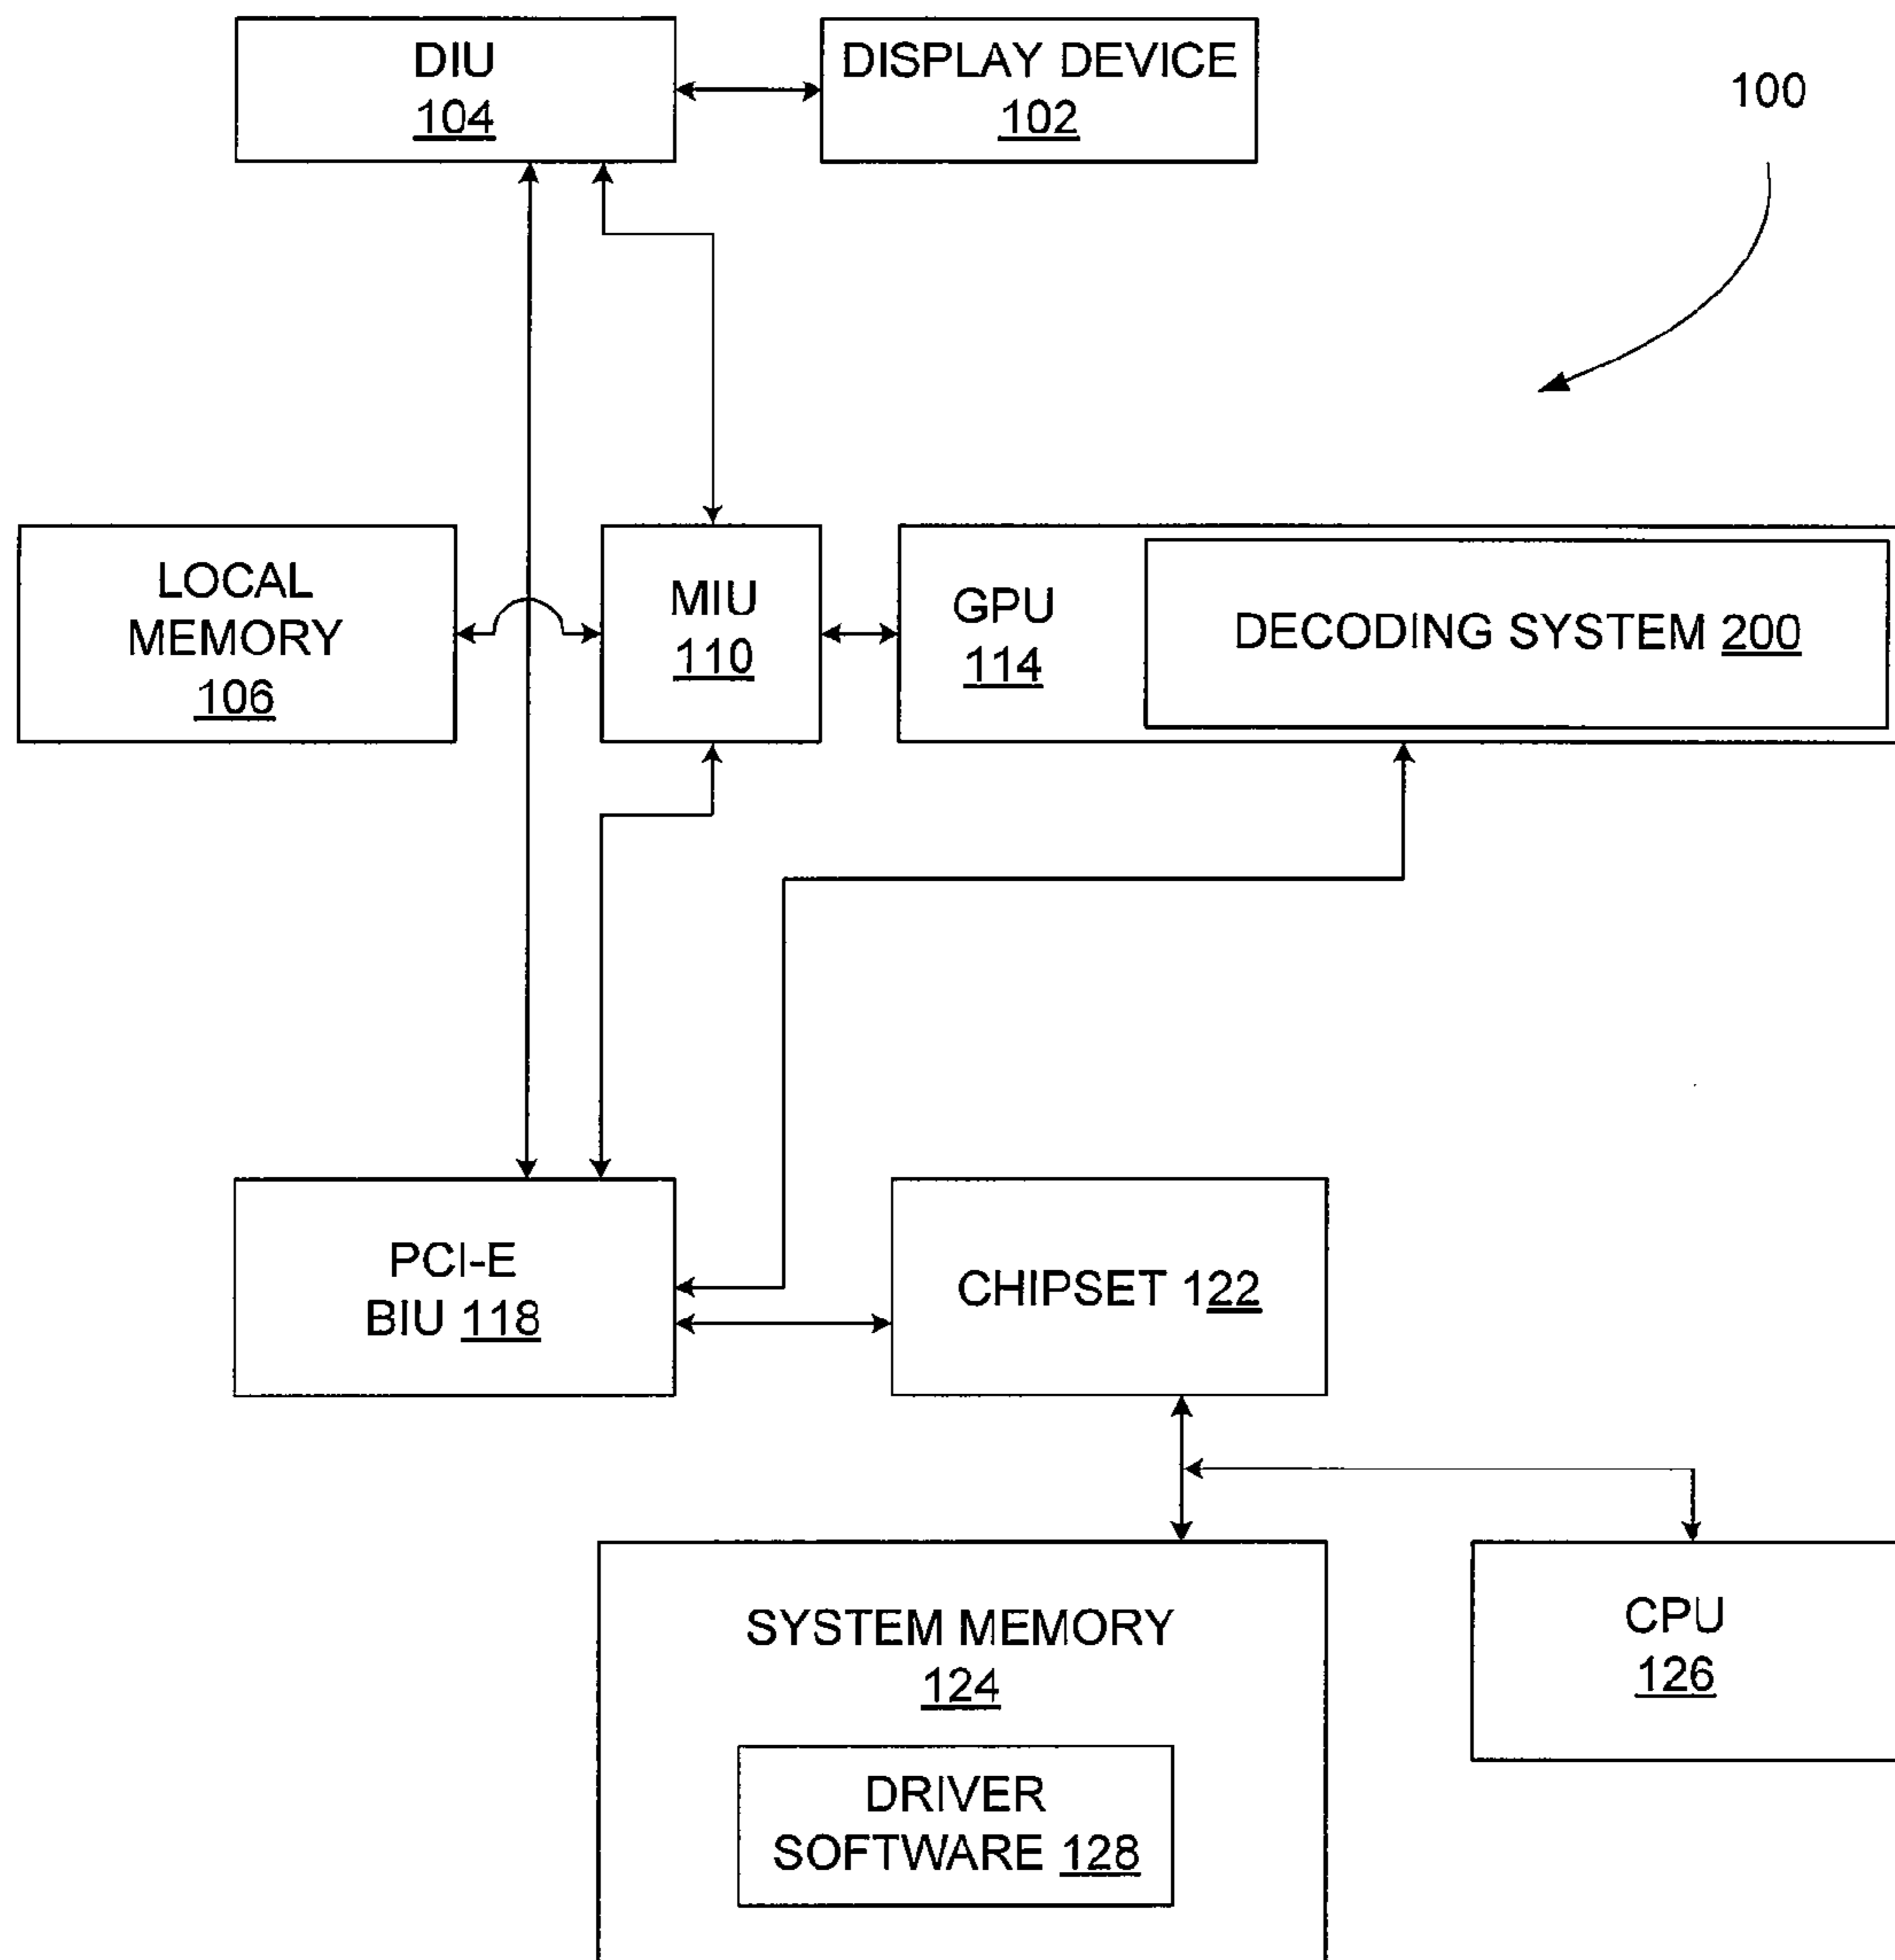 DIU
104
DISPLAY DEVICE
102
100
LOCAL
MEMORY
106
MIU
110
GPU
114
DECODING SYSTEM 200
PCI-E
BIU 118
CHIPSET 122
SYSTEM MEMORY
124
DRIVER
SOFTWARE 128
CPU
126